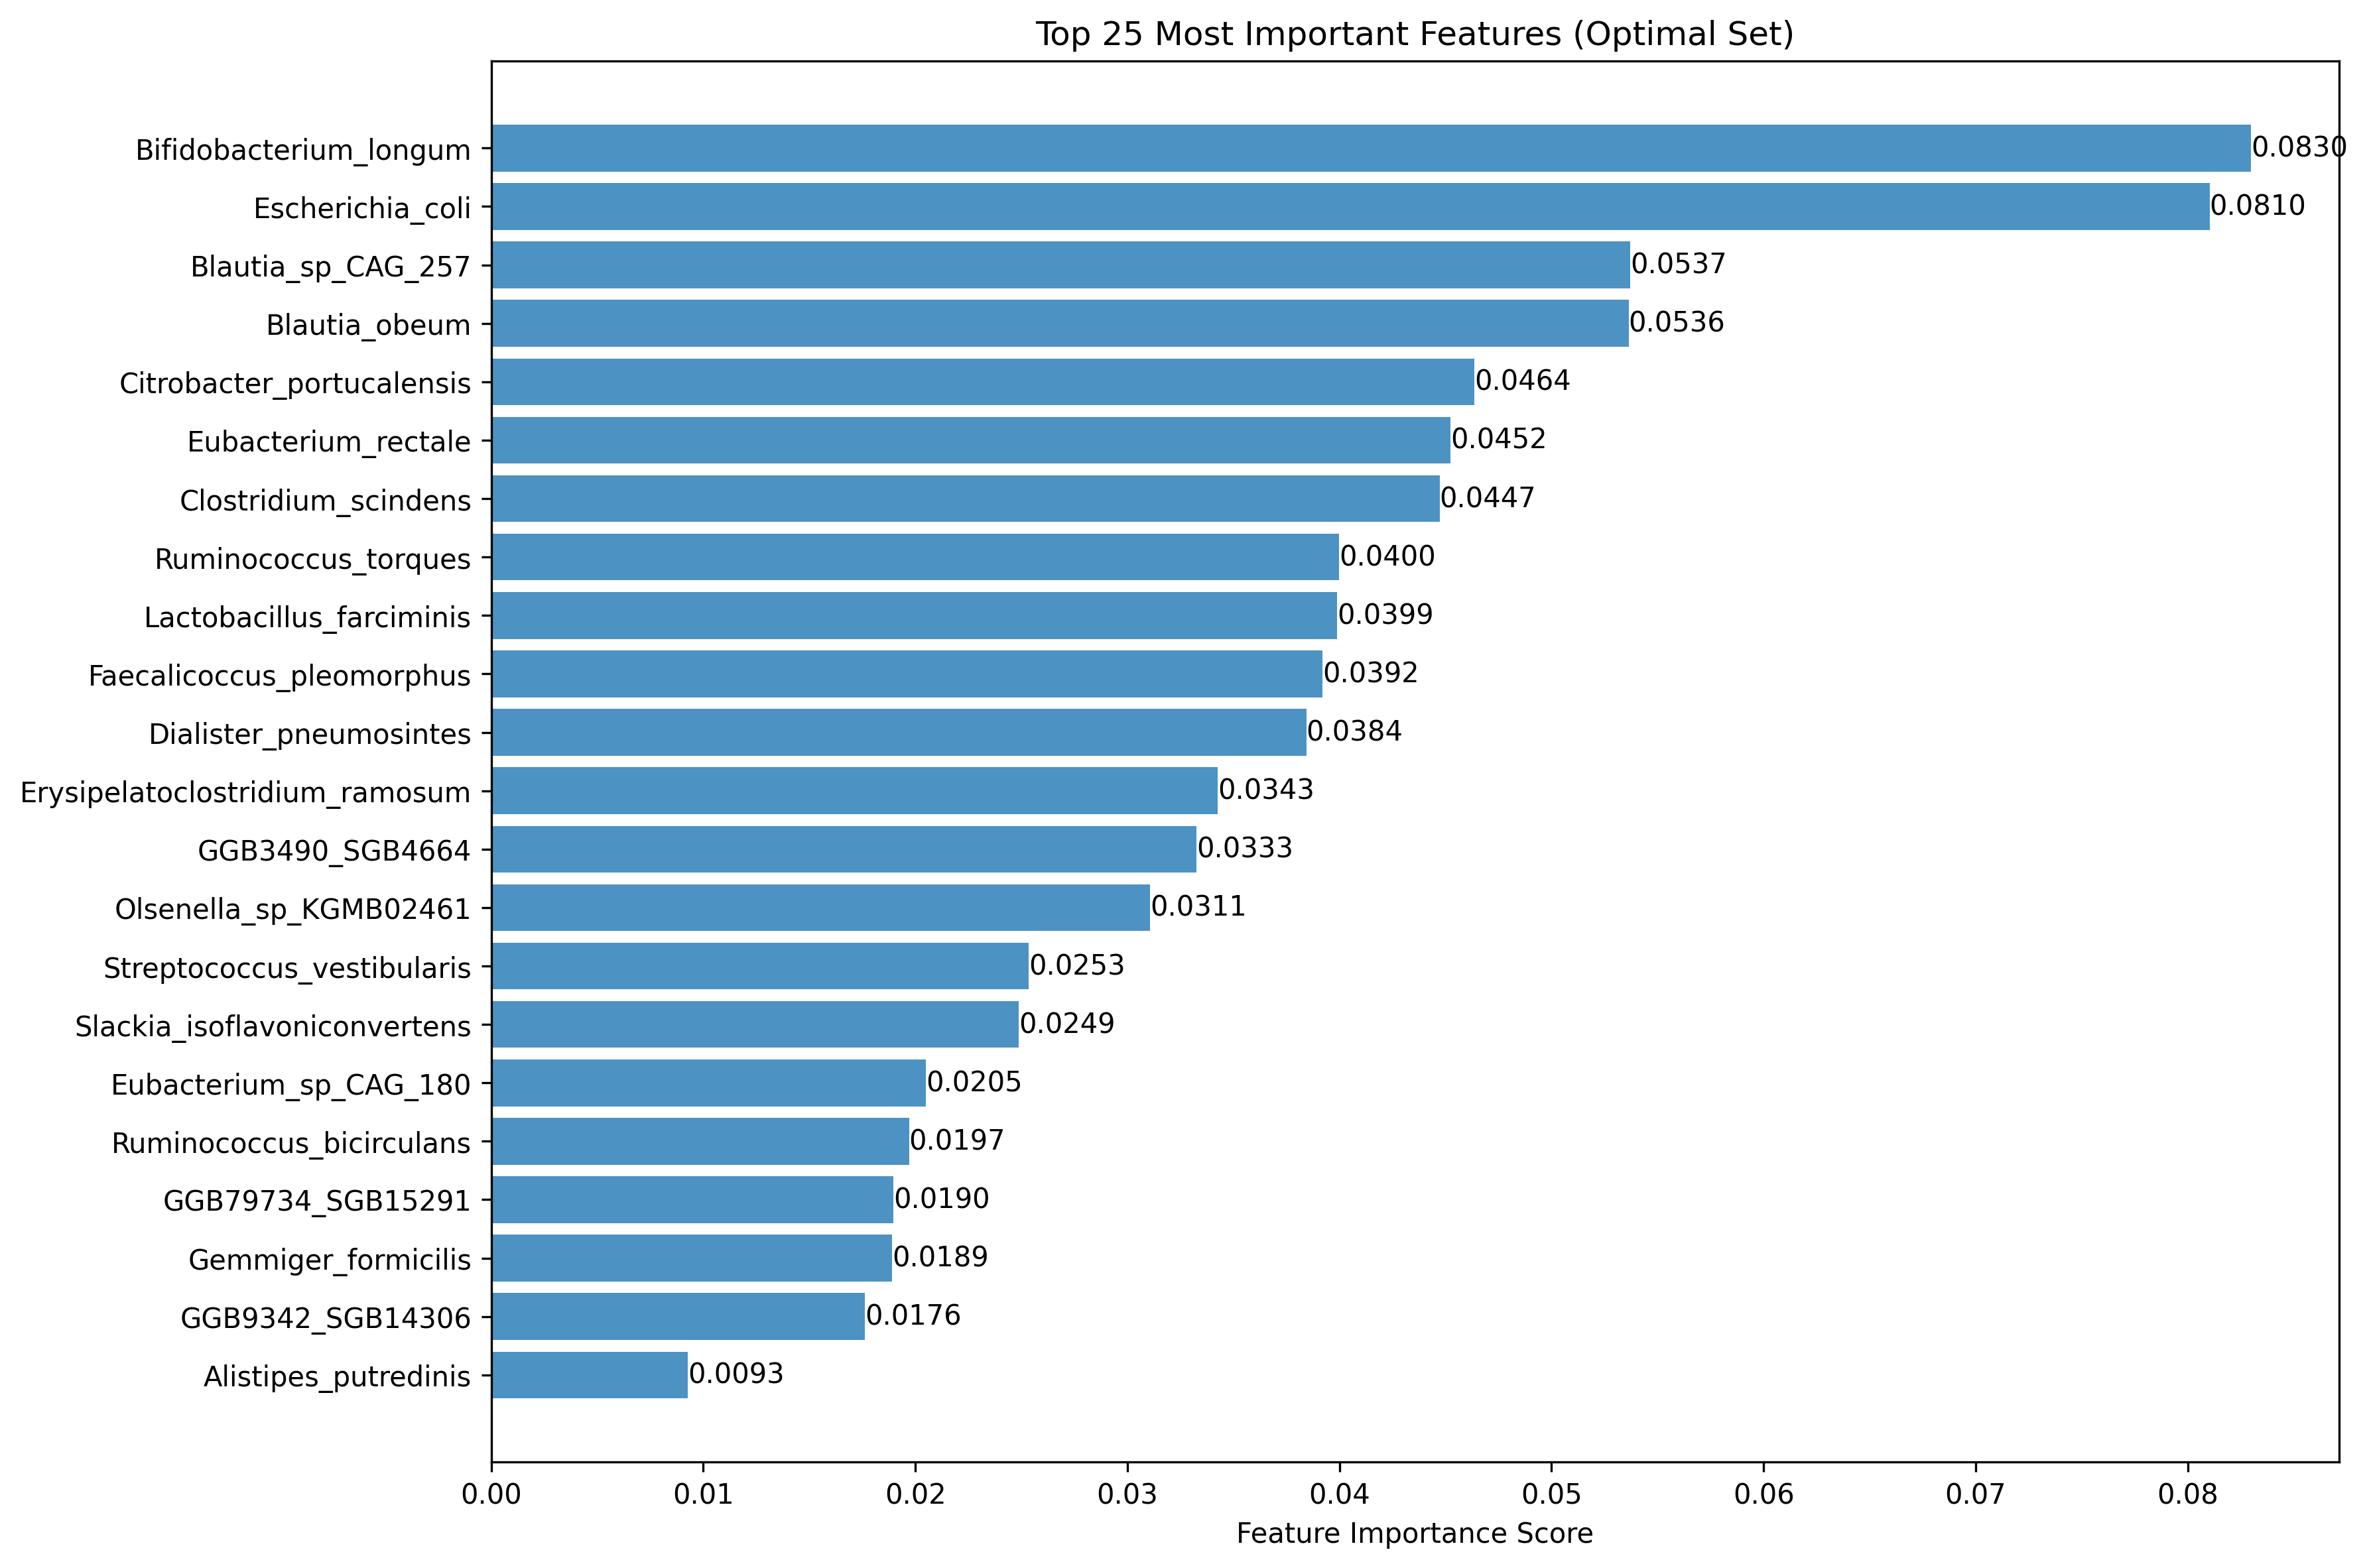 Top 25 Most Important Features (Optimal Set)
Bifidobacterium_longum 0.0830
Escherichia_coli 0.0810
Blautia_sp_CAG_257 0.0537
Blautia_obeum 0.0536
Citrobacter_portucalensis 0.0464
Eubacterium_rectale 0.0452
Clostridium_scindens 0.0447
Ruminococcus_torques 0.0400
Lactobacillus_farciminis 0.0399
Faecalicoccus_pleomorphus 0.0392
Dialister_pneumosintes 0.0384
Erysipelatoclostridium_ramosum 0.0343
GGB3490_SGB4664 0.0333
Olsenella_sp_KGMB02461 0.0311
Streptococcus_vestibularis 0.0253
Slackia_isoflavoniconvertens 0.0249
Eubacterium_sp_CAG_180 0.0205
Ruminococcus_bicirculans 0.0197
GGB79734_SGB15291 0.0190
Gemmiger_formicilis 0.0189
GGB9342_SGB14306 0.0176
Alistipes_putredinis 0.0093
0.00 0.01 0.02 0.03 0.04 0.05 0.06 0.07 0.08
Feature Importance Score